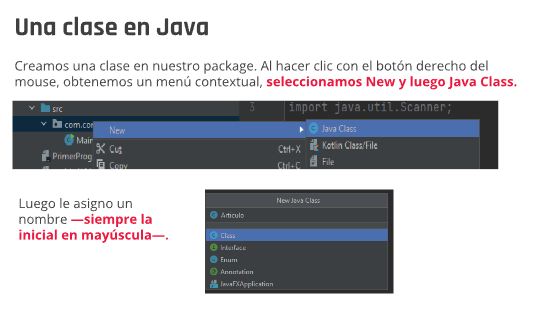 Una clase en Java
Creamos una clase en nuestro package. Al hacer clic con el botón derecho del
mouse, obtenemos un menú contextual, seleccionamos New y luego Java Class.
src
3 import java.util.Scanner;
com.cor
New
Java Class
Main
Cut Ctrl+X
Kotlin Class/File
PrimerProg
Copy Ctrl+C
File
Luego le asigno un
nombre —siempre la
inicial en mayúscula—.
New Java Class
Articulo
Class
Interface
Enum
Annotation
JavaFXApplication